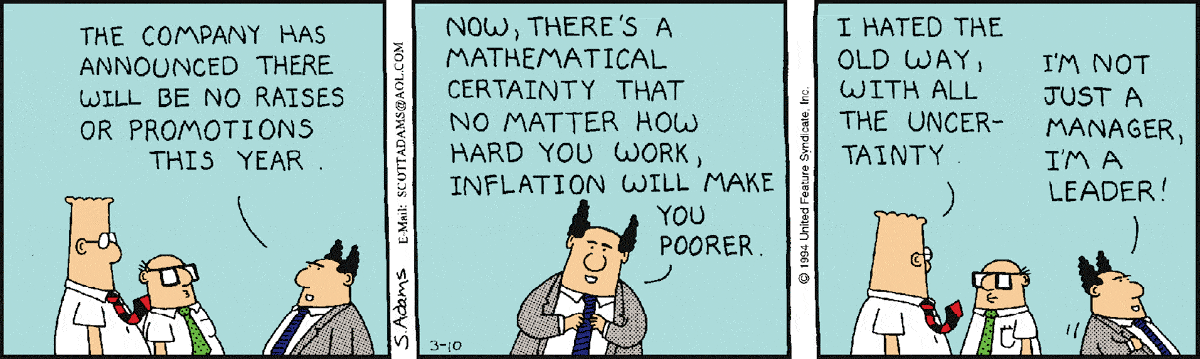 THE COMPANY HAS
ANNOUNCED THERE
WILL BE NO RAISES
OR PROMOTIONS
THIS YEAR.
S. Adams
E-Mail: SCOTTADAMS@AOL.COM
NOW, THERE'S A
MATHEMATICAL
CERTAINTY THAT
NO MATTER HOW
HARD YOU WORK,
INFLATION WILL MAKE
YOU
POORER.
3-10
© 1994 United Feature Syndicate, Inc.
I HATED THE
OLD WAY,
WITH ALL
THE UNCER-
TAINTY.
I'M NOT
JUST A
MANAGER,
I'M A
LEADER!